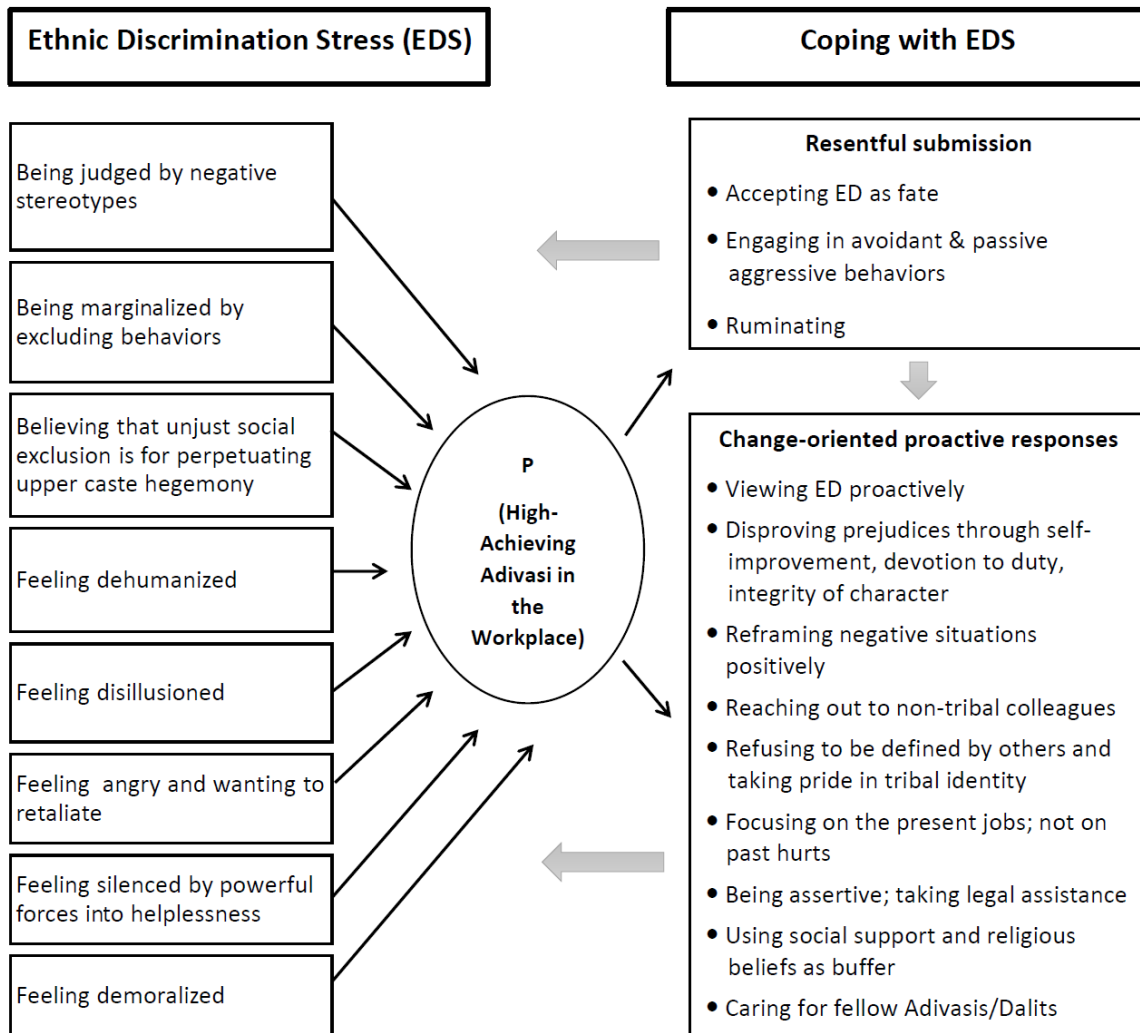 Ethnic Discrimination Stress (EDS)
Being judged by negative
stereotypes
Being marginalized by
excluding behaviors
Believing that unjust social
exclusion is for perpetuating
upper caste hegemony
Feeling dehumanized
Feeling disillusioned
Feeling  angry and wanting to
retaliate
Feeling silenced by powerful
forces into helplessness
Feeling demoralized
P
(High-
Achieving
Adivasi in
the
Workplace)
Coping with EDS
Resentful submission
• Accepting ED as fate
• Engaging in avoidant & passive
aggressive behaviors
• Ruminating
Change-oriented proactive responses
• Viewing ED proactively
• Disproving prejudices through self-
improvement, devotion to duty,
integrity of character
• Reframing negative situations
positively
• Reaching out to non-tribal colleagues
• Refusing to be defined by others and
taking pride in tribal identity
• Focusing on the present jobs; not on
past hurts
• Being assertive; taking legal assistance
• Using social support and religious
beliefs as buffer
• Caring for fellow Adivasis/Dalits